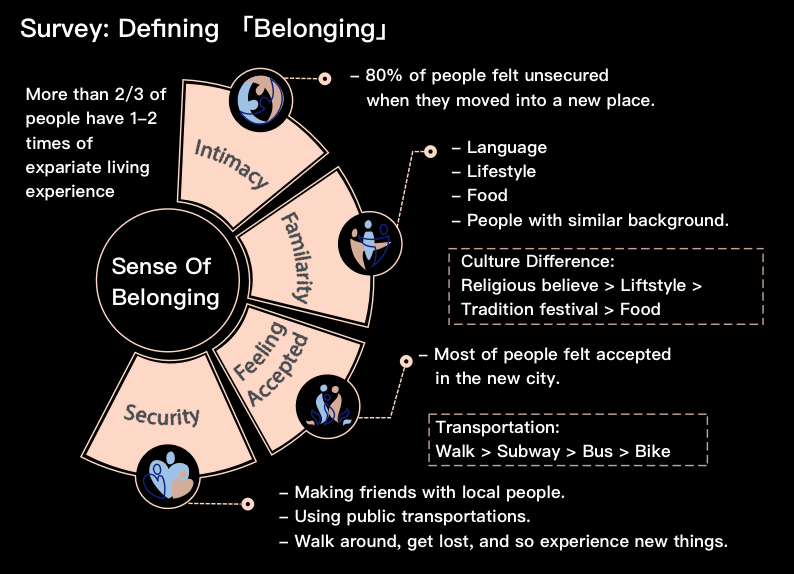 Survey: Defining 「Belonging」
More than 2/3 of
people have 1–2
times of
expariate living
experience
Sense Of
Belonging
Intimacy
– 80% of people felt unsecured
when they moved into a new place.
Familarity
– Language
– Lifestyle
– Food
– People with similar background.
Culture Difference:
Religious believe > Liftstyle >
Tradition festival > Food
Feeling
Accepted
– Most of people felt accepted
in the new city.
Transportation:
Walk > Subway > Bus > Bike
Security
– Making friends with local people.
– Using public transportations.
– Walk around, get lost, and so experience new things.